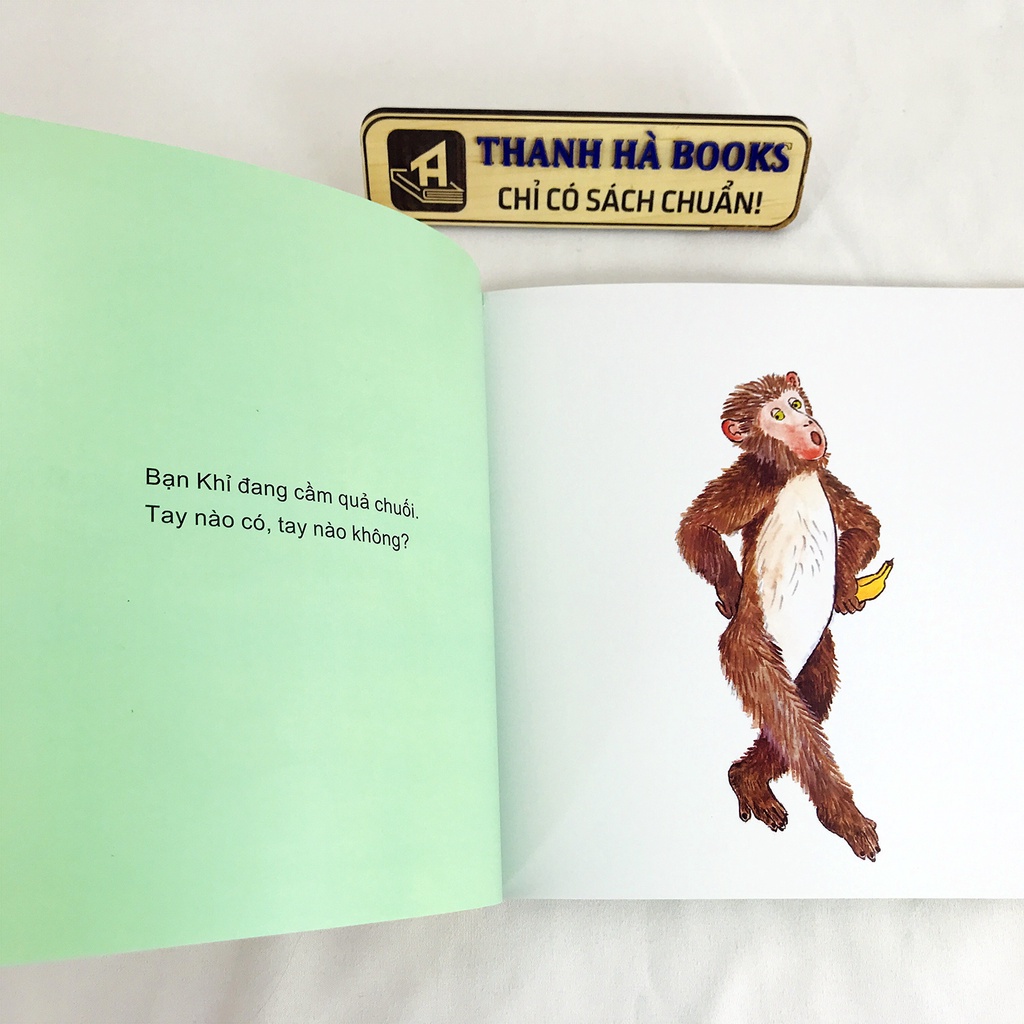 THANH HÀ BOOKS
CHỈ CÓ SÁCH CHUẨN!
Bạn Khỉ đang cầm quả chuối.
Tay nào có, tay nào không?